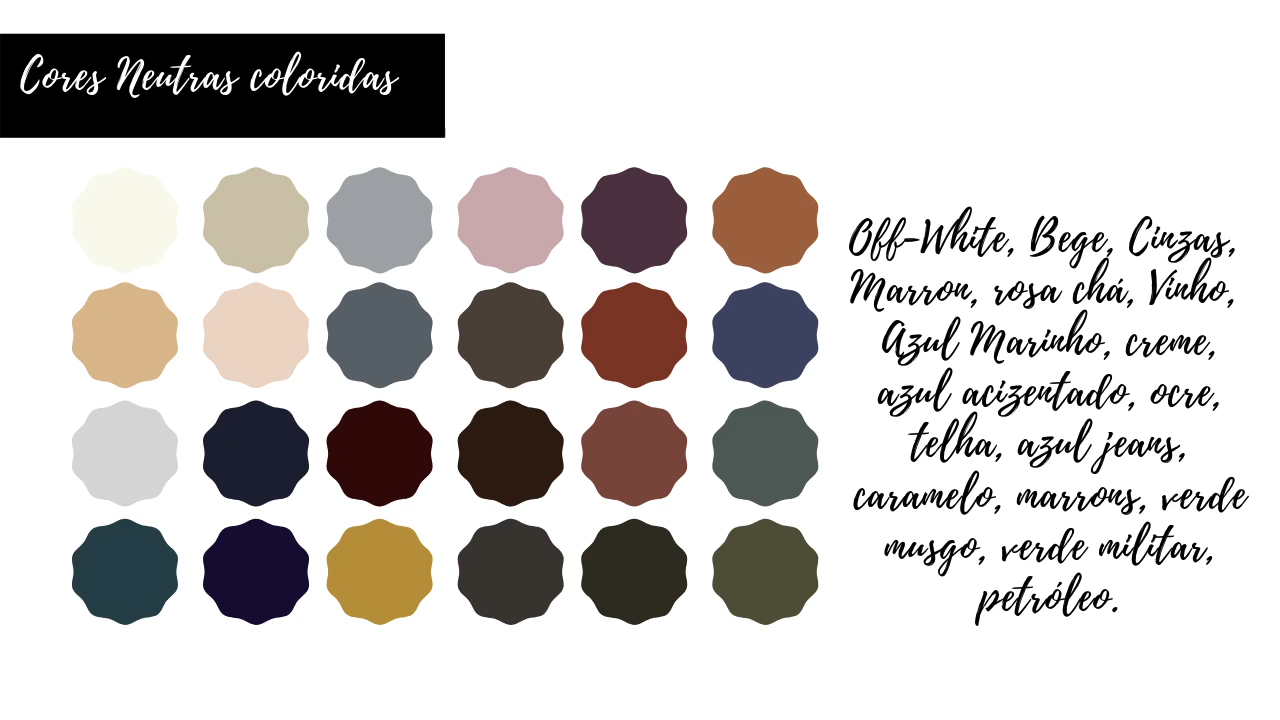 Cores Neutras coloridas
Off-White, Bege, Cinzas,
Marron, rosa chá, Vinho,
Azul Marinho, creme,
azul acizentado, ocre,
telha, azul jeans,
caramelo, marrons, verde
musgo, verde militar,
petróleo.